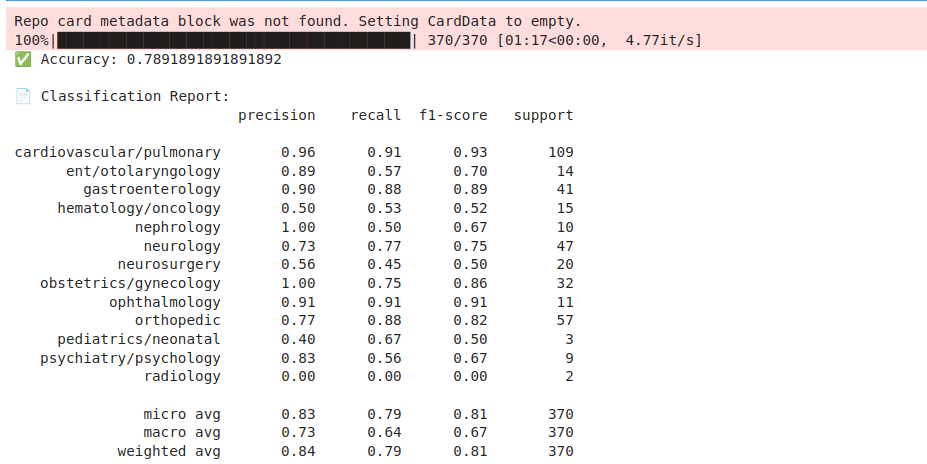 Repo card metadata block was not found. Setting CardData to empty.
100%|██████████████████████████████████████████| 370/370 [01:17<00:00,  4.77it/s]
✅ Accuracy: 0.7891891891891892
📄 Classification Report:
precision recall f1-score support
cardiovascular/pulmonary 0.96 0.91 0.93 109
ent/otolaryngology 0.89 0.57 0.70 14
gastroenterology 0.90 0.88 0.89 41
hematology/oncology 0.50 0.53 0.52 15
nephrology 1.00 0.50 0.67 10
neurology 0.73 0.77 0.75 47
neurosurgery 0.56 0.45 0.50 20
obstetrics/gynecology 1.00 0.75 0.86 32
ophthalmology 0.91 0.91 0.91 11
orthopedic 0.77 0.88 0.82 57
pediatrics/neonatal 0.40 0.67 0.50 3
psychiatry/psychology 0.83 0.56 0.67 9
radiology 0.00 0.00 0.00 2
micro avg 0.83 0.79 0.81 370
macro avg 0.73 0.64 0.67 370
weighted avg 0.84 0.79 0.81 370